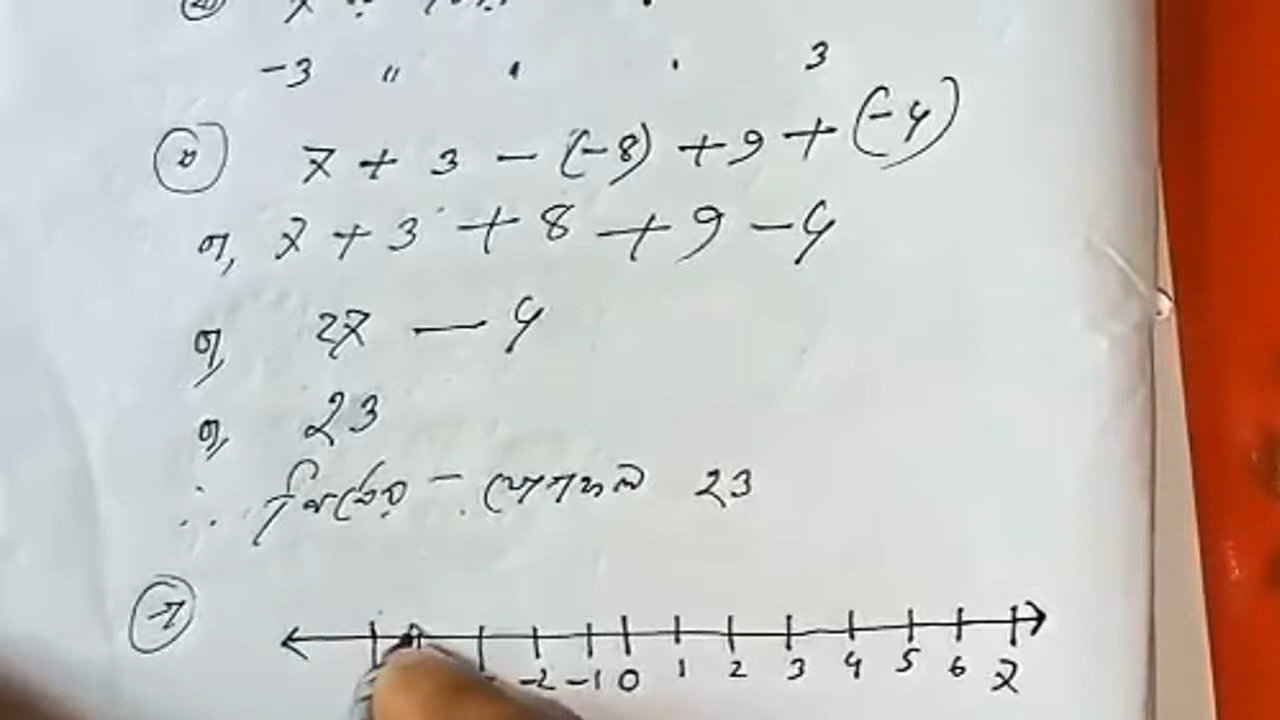 -3 " " " 3
7 + 3 - (-8) + 9 + (-4)
বা, 7 + 3 + 8 + 9 - 4
বা, 27 - 4
বা, 23
∴ নির্ণেয় - যোগফল 23
-2 -1 0 1 2 3 4 5 6 7